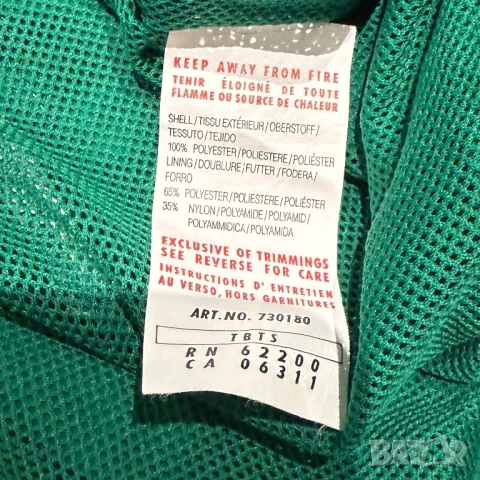 KEEP AWAY FROM FIRE
TENIR ÉLOIGNÉ DE TOUTE
FLAMME OU SOURCE DE CHALEUR
SHELL/TISSU EXTÉRIEUR/OBERSTOFF/
TESSUTO/TEJIDO
100% POLYESTER/POLIESTERE/POLIÉSTER
LINING/DOUBLURE/FUTTER/FODERA/
FORRO
65% POLYESTER/POLIESTERE/POLIÉSTER
35% NYLON/POLYAMIDE/POLYAMID/
POLYAMMIDICA/POLYAMIDA
EXCLUSIVE OF TRIMMINGS
SEE REVERSE FOR CARE
INSTRUCTIONS D'ENTRETIEN
AU VERSO, HORS GARNITURES
ART.NO. 730180
TBTS
RN 62200
CA 06311
BAZAR